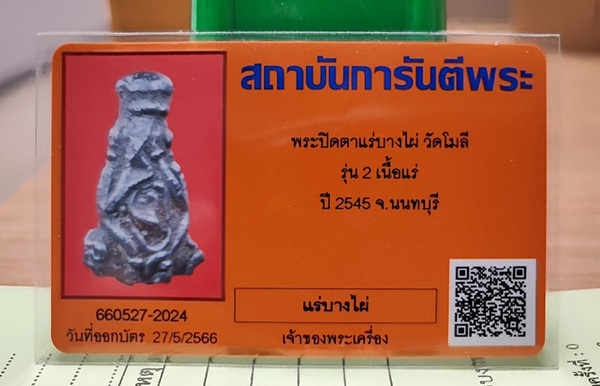 สถาบันการันตีพระ
พระปิดตาแร่บางไผ่ วัดโมลี
รุ่น 2 เนื้อแร่
ปี 2545 จ.นนทบุรี
660527-2024
วันที่ออกบัตร 27/5/2566
แร่บางไผ่
เจ้าของพระเครื่อง